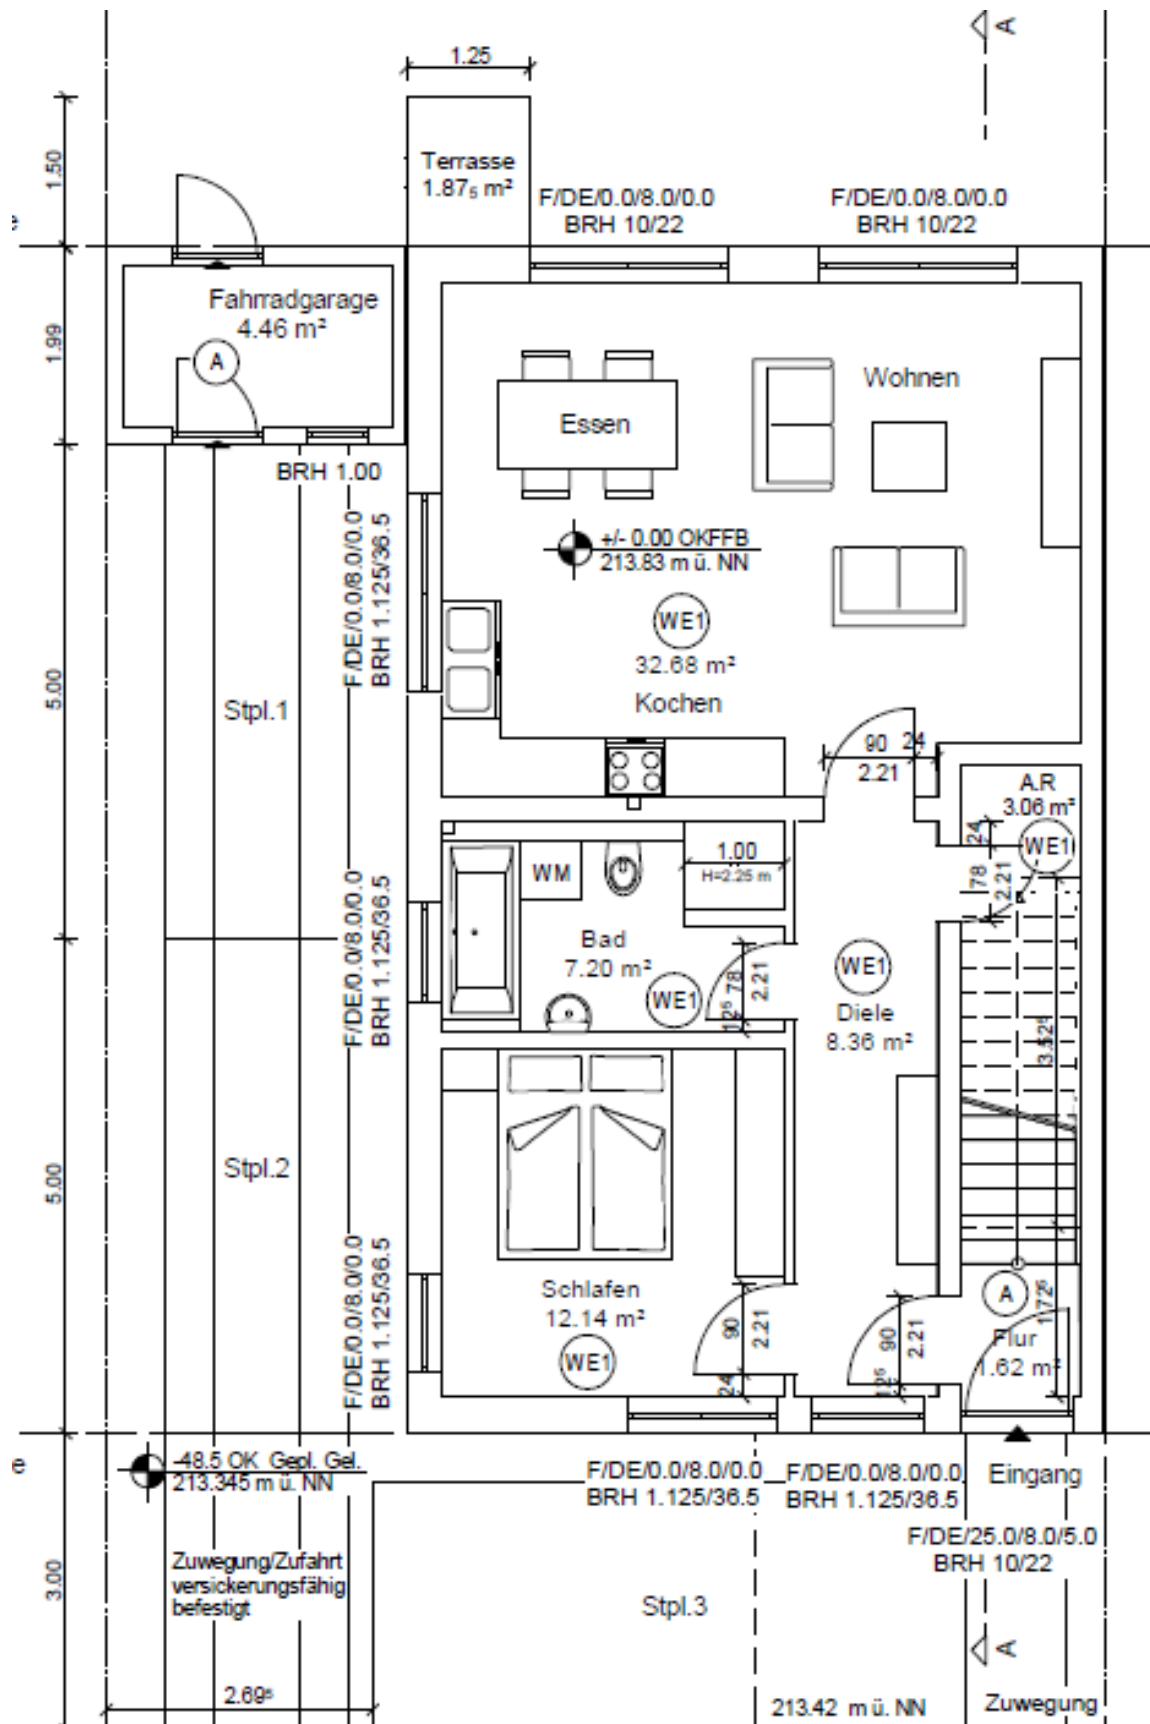 A
1.25
1.50
Terrasse
1.87₅ m²
F/DE/0.0/8.0/0.0
BRH 10/22
F/DE/0.0/8.0/0.0
BRH 10/22
Fahrradgarage
4.46 m²
A
1.99
Wohnen
Essen
BRH 1.00
F/DE/0.0/8.0/0.0
BRH 1.125/36.5
+/- 0.00 OKFFB
213.83 m ü. NN
WE1
32.68 m²
Kochen
5.00
Stpl.1
90
24
2.21
A.R
3.06 m²
24
WE1
78
2.21
1.00
H=2.25 m
WM
F/DE/0.0/8.0/0.0
BRH 1.125/36.5
Bad
7.20 m²
WE1
78
2.21
12⁵
WE1
Diele
8.36 m²
3.52⁵
5.00
Stpl.2
F/DE/0.0/8.0/0.0
BRH 1.125/36.5
Schlafen
12.14 m²
WE1
90
2.21
24
90
2.21
12⁵
A
1.72⁵
Flur
1.62 m²
-48.5 OK Gepl. Gel.
213.345 m ü. NN
F/DE/0.0/8.0/0.0
BRH 1.125/36.5
F/DE/0.0/8.0/0.0
BRH 1.125/36.5
Eingang
F/DE/25.0/8.0/5.0
BRH 10/22
3.00
Zuwegung/Zufahrt
versickerungsfähig
befestigt
Stpl.3
A
2.69⁵
213.42 m ü. NN
Zuwegung